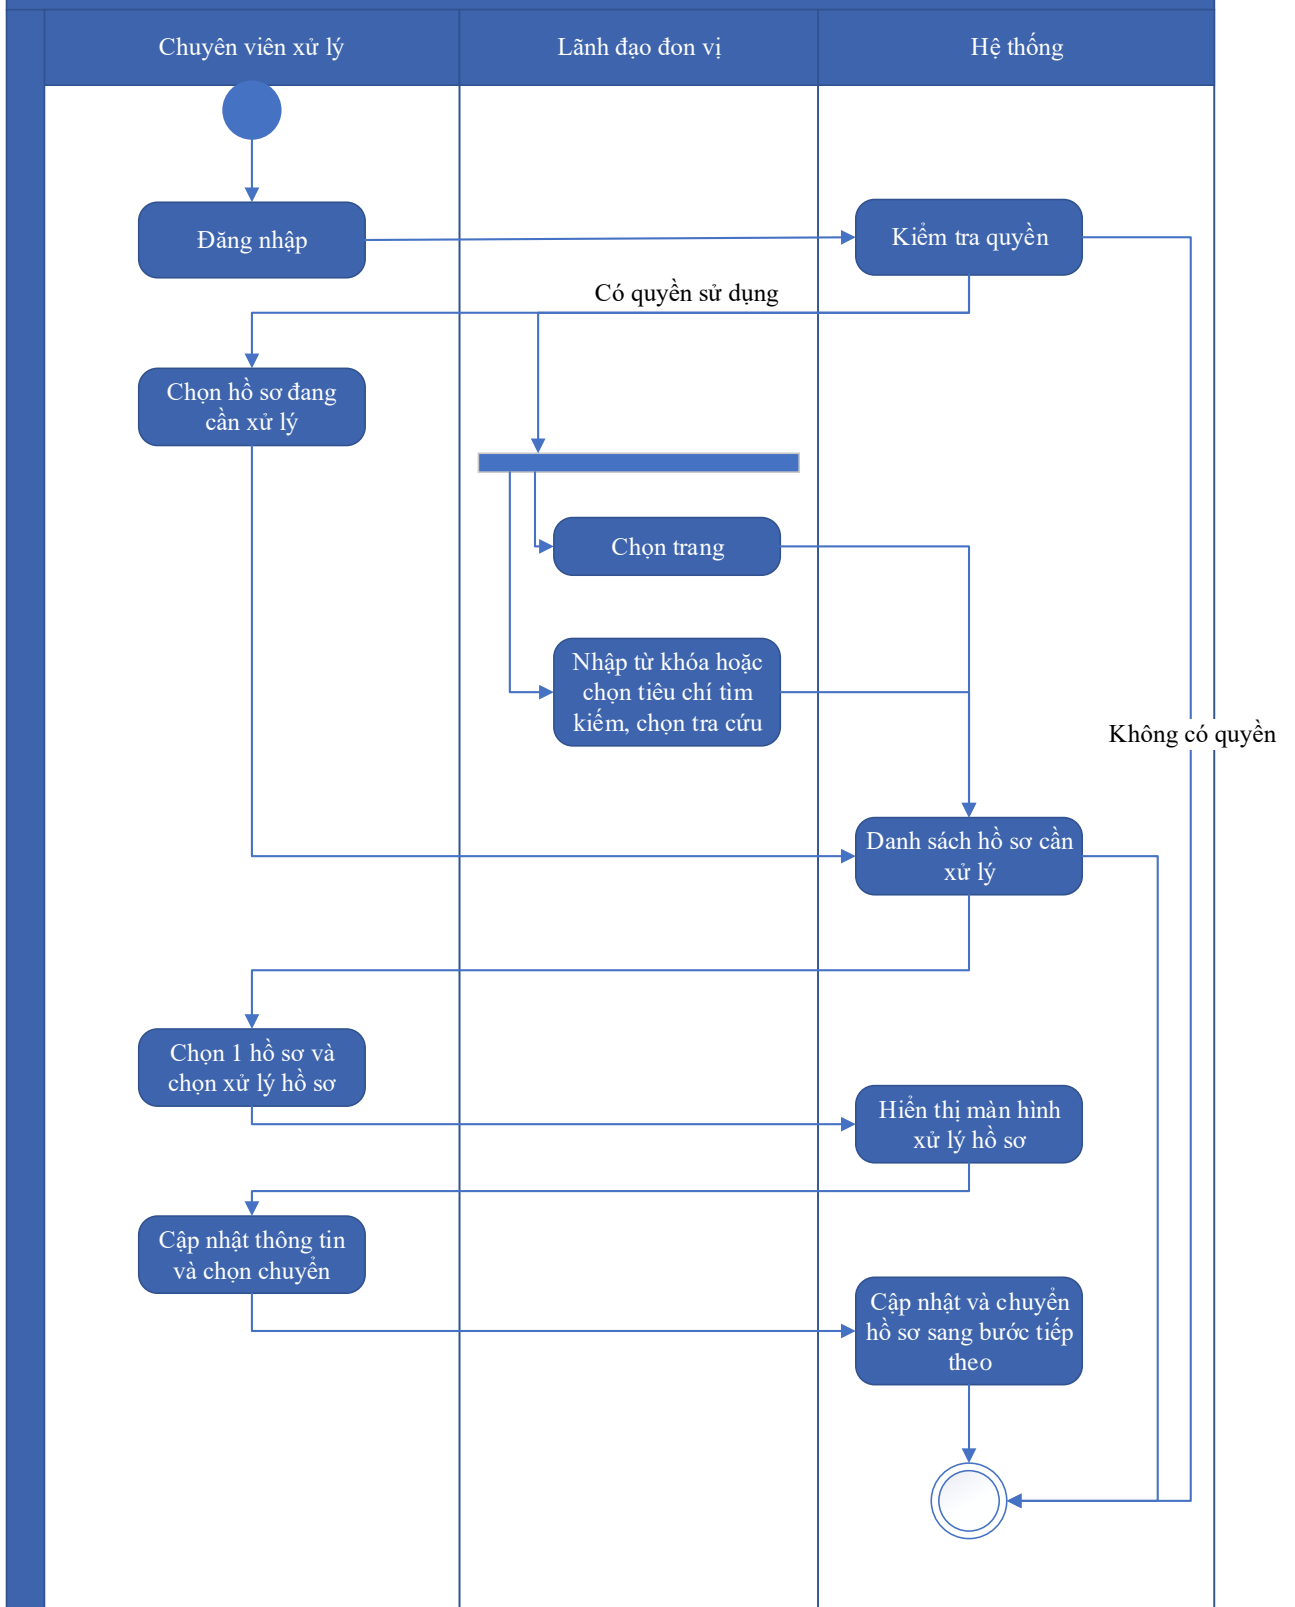 Chuyên viên xử lý
Lãnh đạo đơn vị
Hệ thống
Đăng nhập
Kiểm tra quyền
Có quyền sử dụng
Chọn hồ sơ đang
cần xử lý
Chọn trang
Nhập từ khóa hoặc
chọn tiêu chí tìm
kiếm, chọn tra cứu
Không có quyền
Danh sách hồ sơ cần
xử lý
Chọn 1 hồ sơ và
chọn xử lý hồ sơ
Hiển thị màn hình
xử lý hồ sơ
Cập nhật thông tin
và chọn chuyển
Cập nhật và chuyển
hồ sơ sang bước tiếp
theo